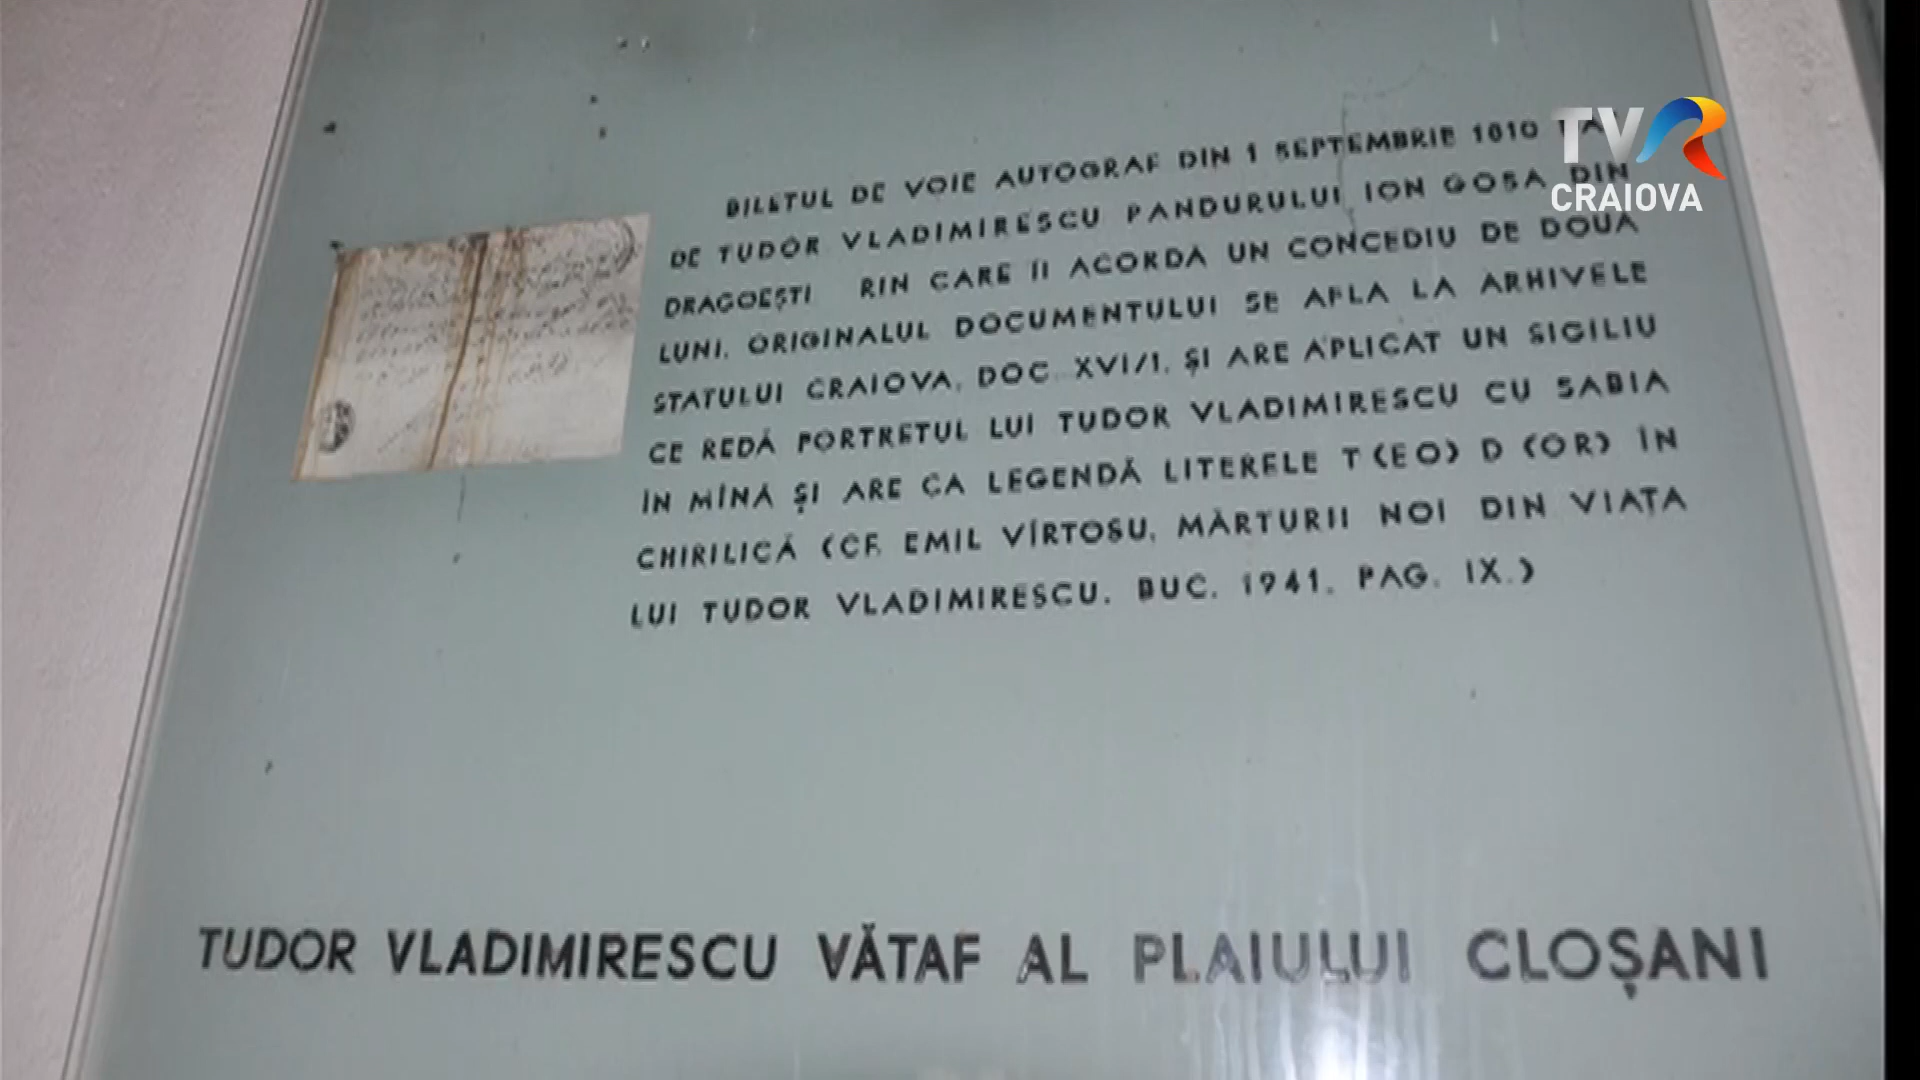 BILETUL DE VOIE AUTOGRAF DIN 1 SEPTEMBRIE 1810
DE TUDOR VLADIMIRESCU PANDURULUI ION GOSA DIN
DRAGOEȘTI RIN CARE ÎI ACORDĂ UN CONCEDIU DE DOUĂ
LUNI. ORIGINALUL DOCUMENTULUI SE AFLA LA ARHIVELE
STATULUI CRAIOVA, DOC. XVI/1, ȘI ARE APLICAT UN SIGILIU
CE REDĂ PORTRETUL LUI TUDOR VLADIMIRESCU CU SABIA
ÎN MÎNĂ ȘI ARE CA LEGENDĂ LITERELE T (EO) D (OR) ÎN
CHIRILICĂ (CF. EMIL VÎRTOSU, MĂRTURII NOI DIN VIAȚA
LUI TUDOR VLADIMIRESCU. BUC. 1941. PAG. IX.)
TUDOR VLADIMIRESCU VĂTAF AL PLAIULUI CLOȘANI
TVR
CRAIOVA